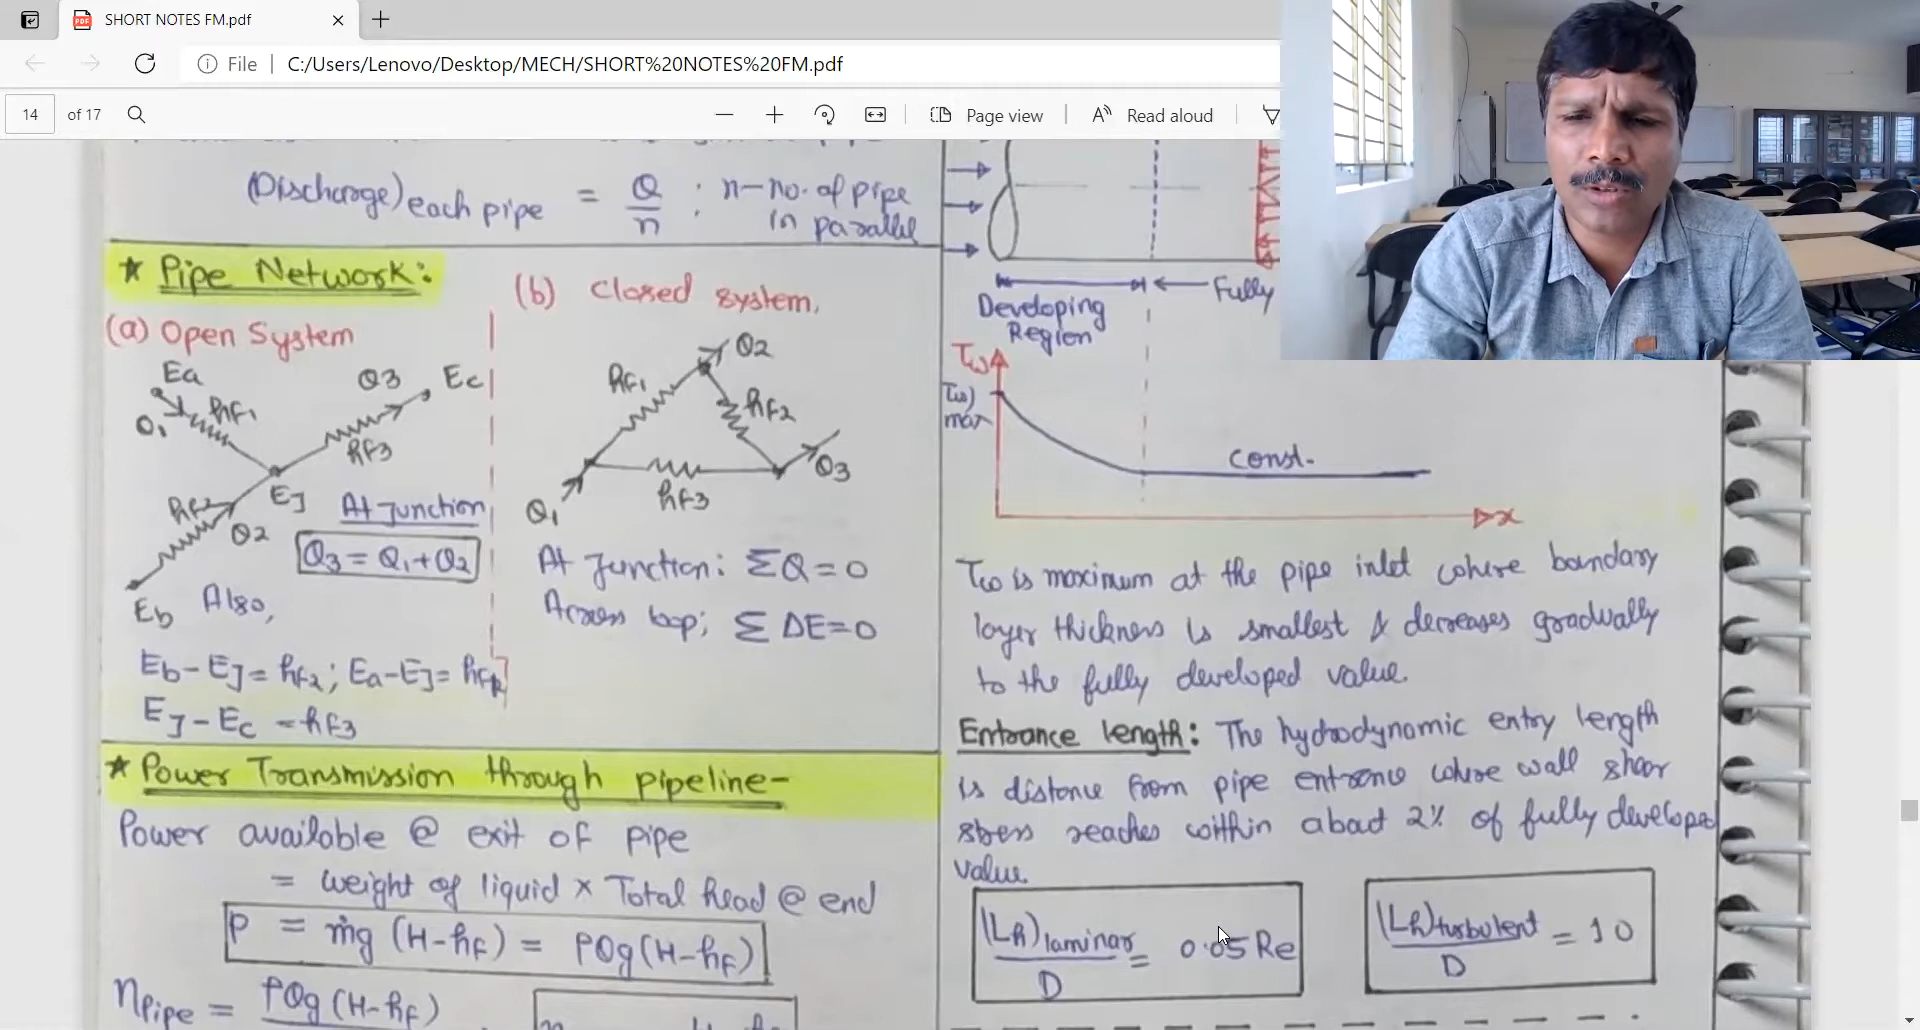 SHORT NOTES FM.pdf
File
C:/Users/Lenovo/Desktop/MECH/SHORT%20NOTES%20FM.pdf
14 of 17
Page view
Read aloud
(Discharge)each pipe = Q/n : n-no. of pipe
in parallel
★ Pipe Network:
(a) Open System
Ea
Q1
hf1
Q3
Ec
hf3
EJ
hf2
Q2
Eb
At Junction
Q3 = Q1+Q2
Also,
Eb-EJ = hf2; Ea-EJ = hf1
EJ-Ec = hf3
(b) Closed system,
Q2
hf1
hf2
Q3
hf3
Q1
At Junction: ΣQ=0
Across loop; Σ ΔE=0
★ Power Transmission through pipeline-
Power available @ exit of pipe
= weight of liquid × Total head @ end
P = ṁg (H-hf) = ρQg(H-hf)
ηpipe = ρQg (H-hf)
Developing
Region
Fully
τw
τw)
max
Const.
x
τw is maximum at the pipe inlet where boundary
layer thickness is smallest & decreases gradually
to the fully developed value.
Entrance length: The hydrodynamic entry length
is distance from pipe entrance where wall shear
stress reaches within about 2% of fully developed
value
(Lh)laminar/D = 0.05 Re
(Lh)turbulent/D = 10